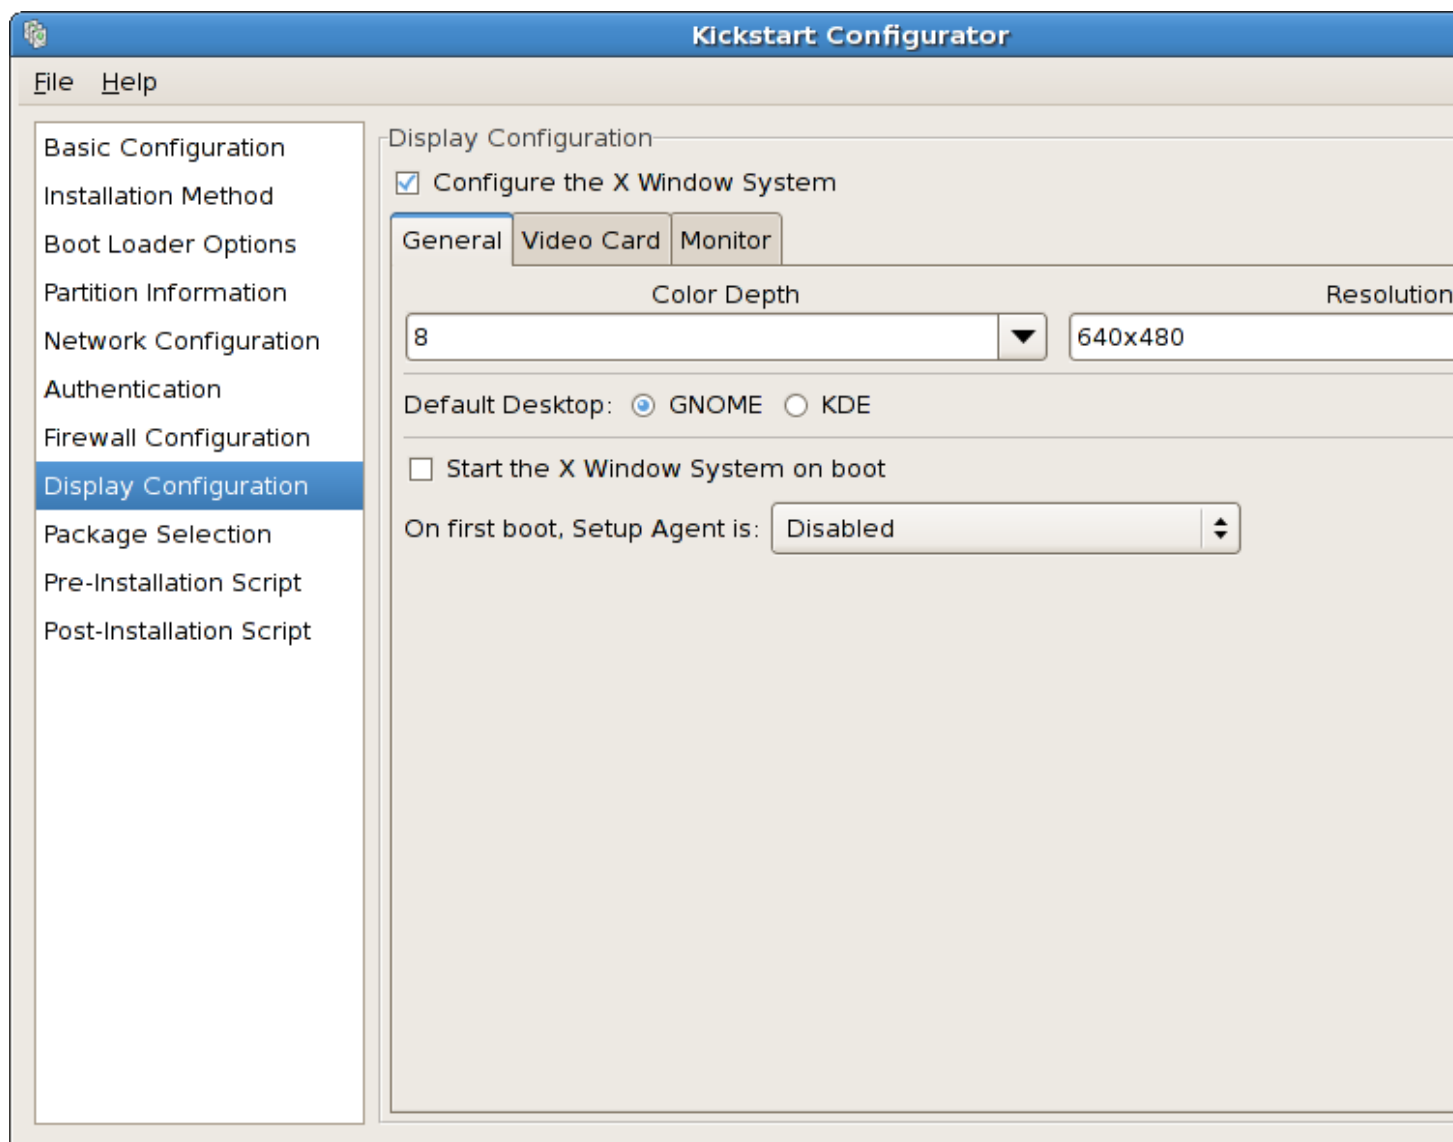 Kickstart Configurator
File Help
Basic Configuration
Installation Method
Boot Loader Options
Partition Information
Network Configuration
Authentication
Firewall Configuration
Display Configuration
Package Selection
Pre-Installation Script
Post-Installation Script
Display Configuration
Configure the X Window System
General Video Card Monitor
Color Depth Resolution
8 640x480
Default Desktop: GNOME KDE
Start the X Window System on boot
On first boot, Setup Agent is: Disabled